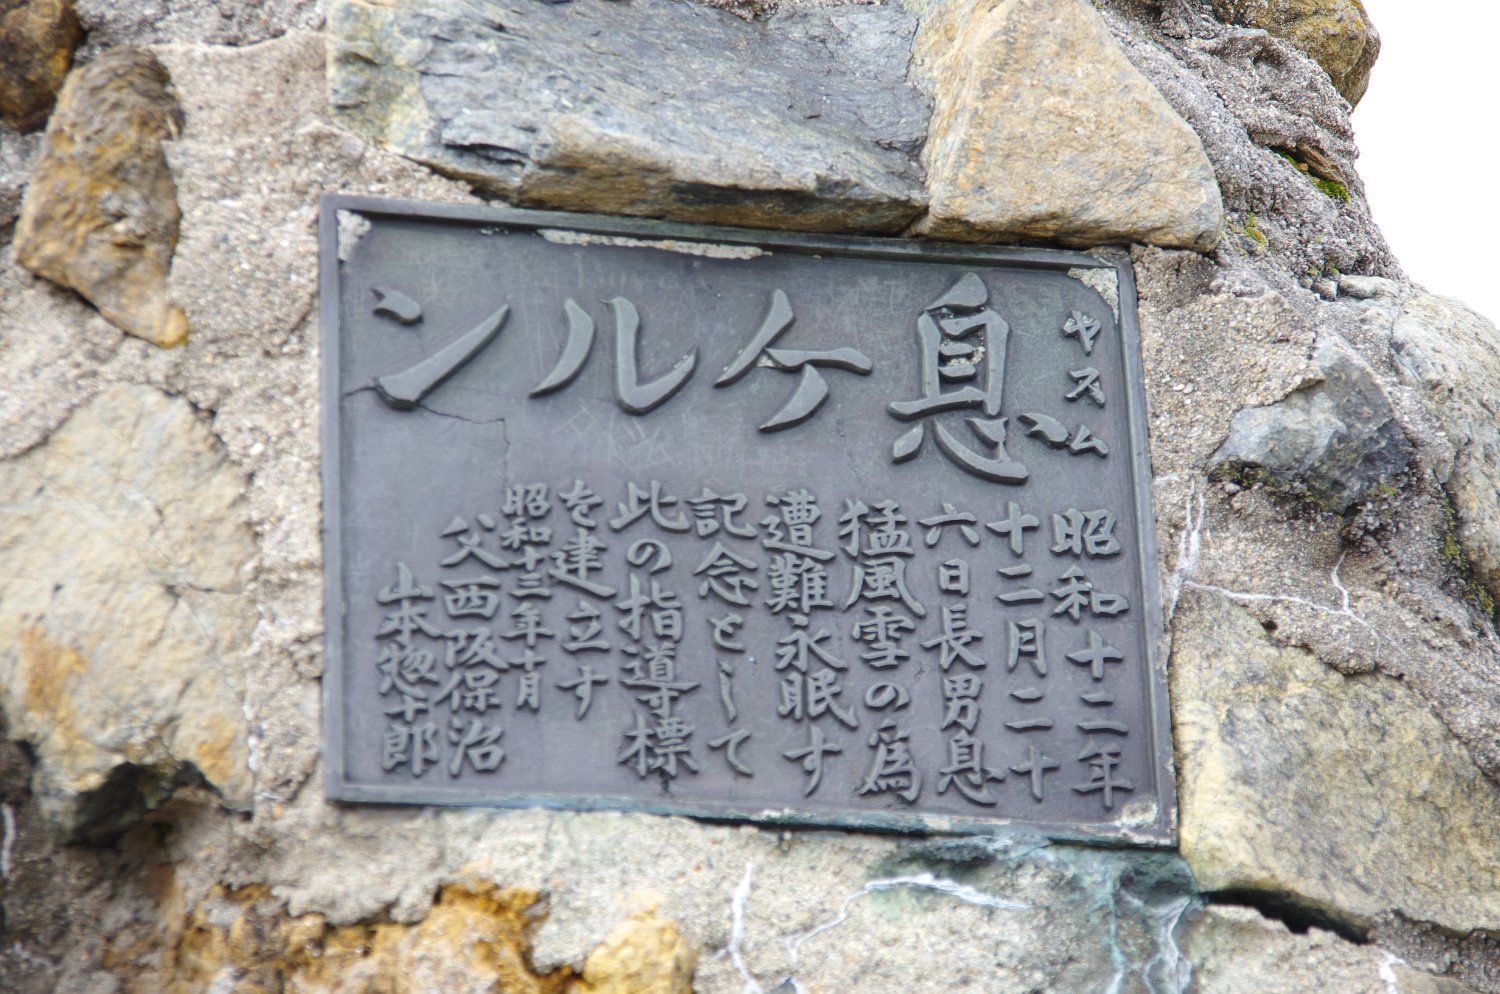 ヤスム
息ケルン
昭和十二年
十二月二十
六日長男息
猛風雪の為
遭難永眠す
記念として
此の指導標
を建立す
昭和十三年十月
父西阪保治
山本惣十郎